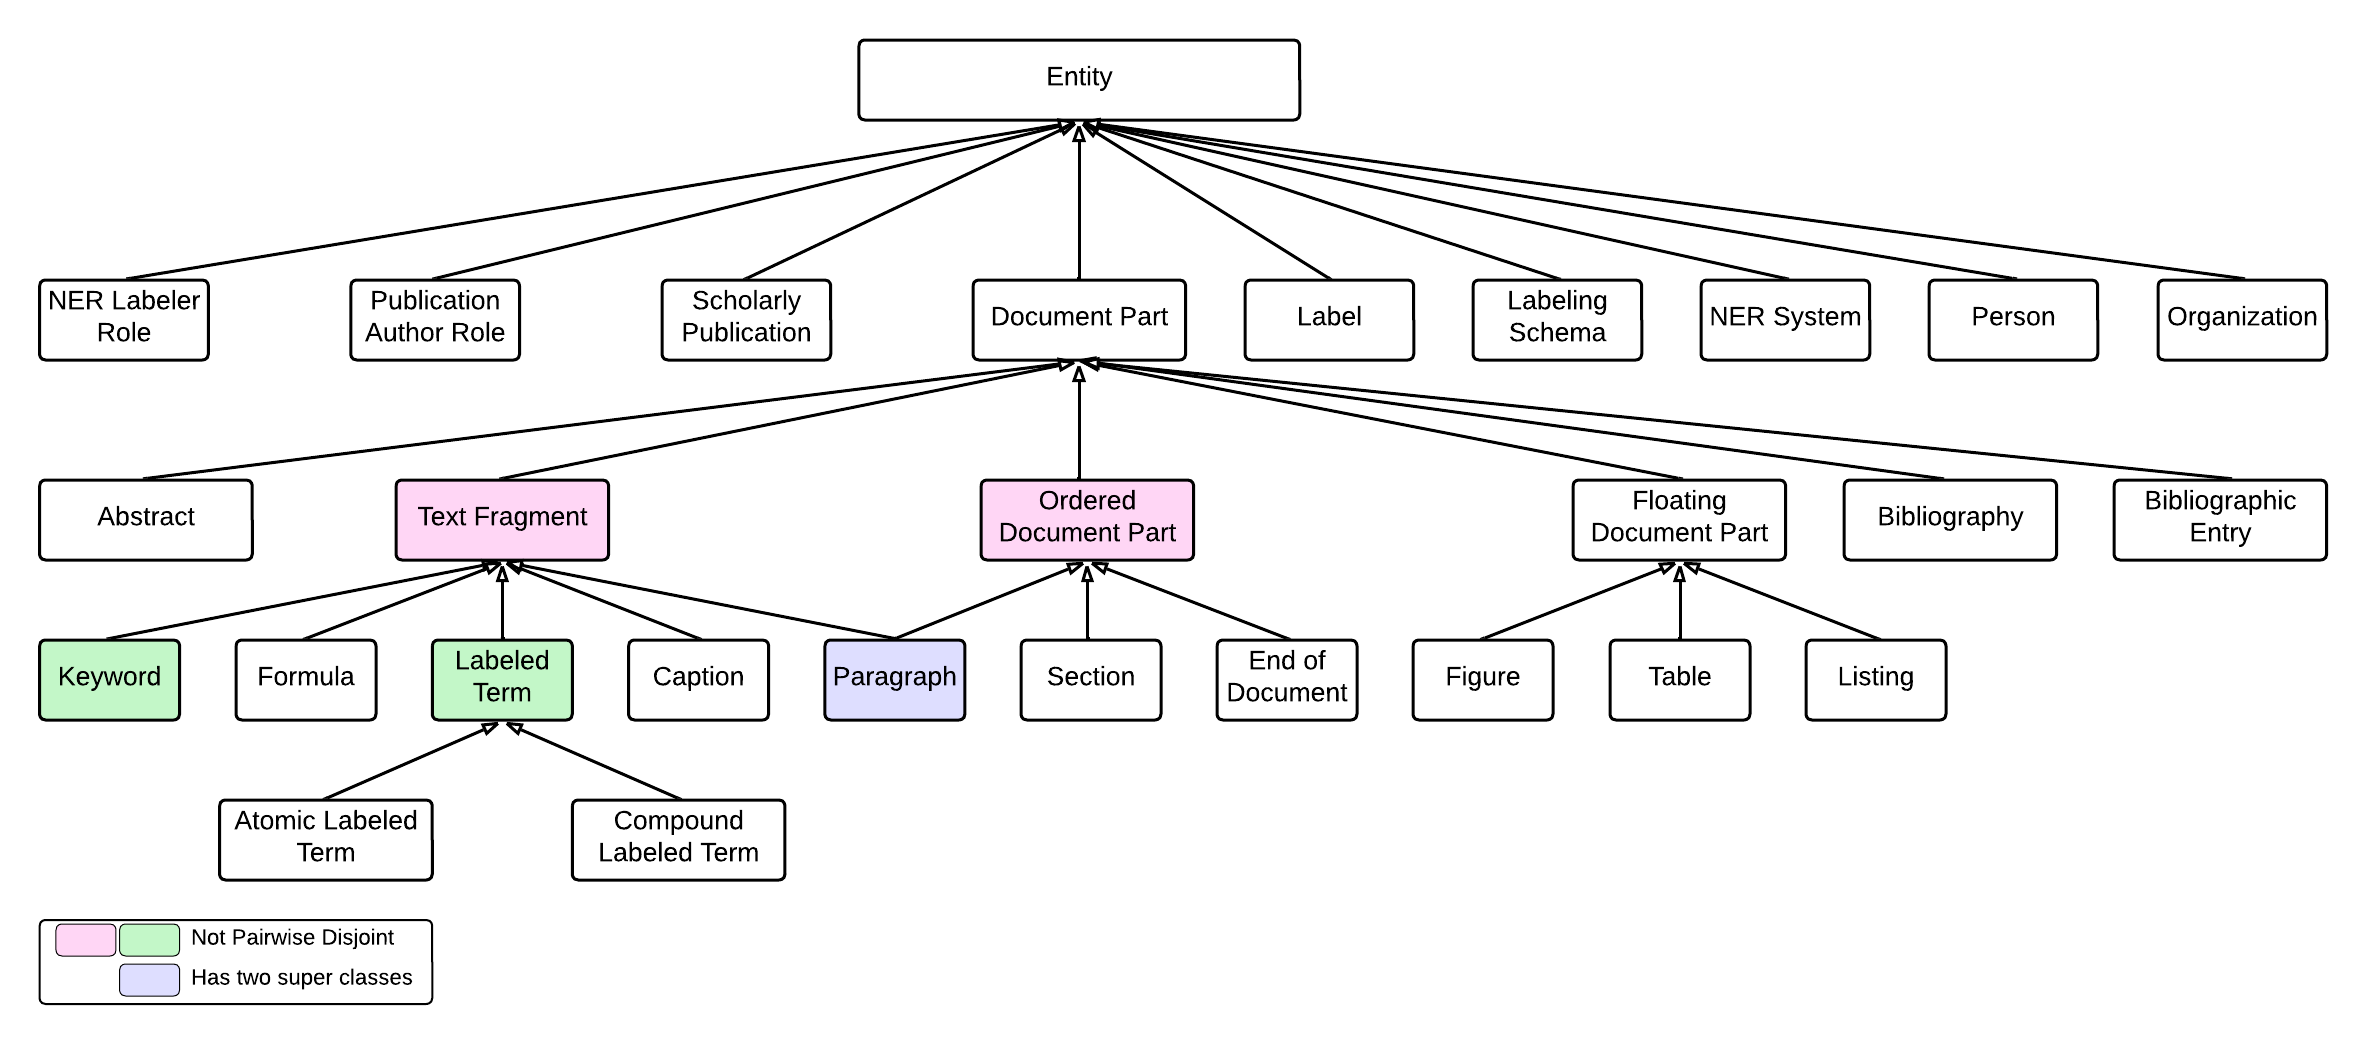 Entity
NER Labeler
Role
Publication
Author Role
Scholarly
Publication
Document Part
Label
Labeling
Schema
NER System
Person
Organization
Abstract
Text Fragment
Ordered
Document Part
Floating
Document Part
Bibliography
Bibliographic
Entry
Keyword
Formula
Labeled
Term
Caption
Paragraph
Section
End of
Document
Figure
Table
Listing
Atomic Labeled
Term
Compound
Labeled Term
Not Pairwise Disjoint
Has two super classes